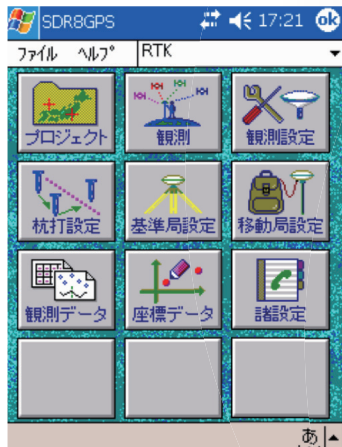 SDR8GPS 17:21 ok
ファイル ヘルプ RTK
プロジェクト 観測 観測設定
杭打設定 基準局設定 移動局設定
観測データ 座標データ 諸設定
あ